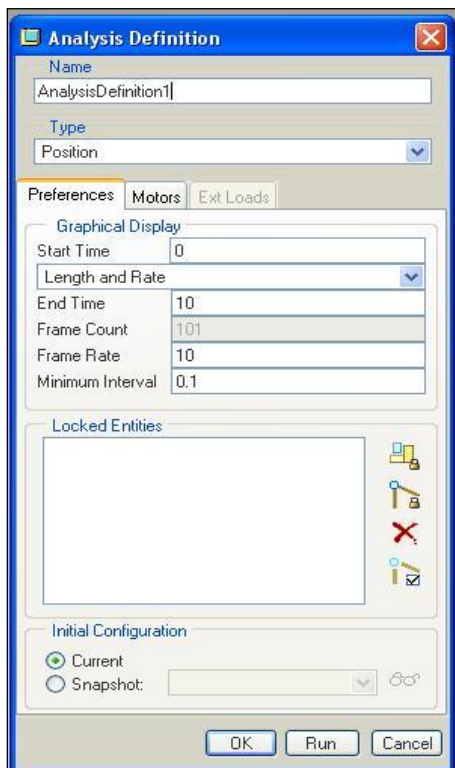 Analysis Definition
Name
AnalysisDefinition1
Type
Position
Preferences Motors Ext Loads
Graphical Display
Start Time 0
Length and Rate
End Time 10
Frame Count 101
Frame Rate 10
Minimum Interval 0.1
Locked Entities
Initial Configuration
Current
Snapshot:
OK Run Cancel